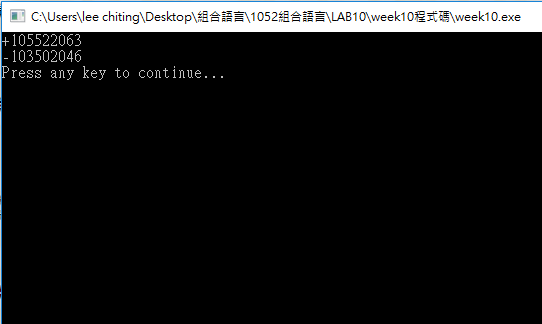 C:\Users\lee chiting\Desktop\組合語言\1052組合語言\LAB10\week10程式碼\week10.exe
+105522063
-103502046
Press any key to continue...